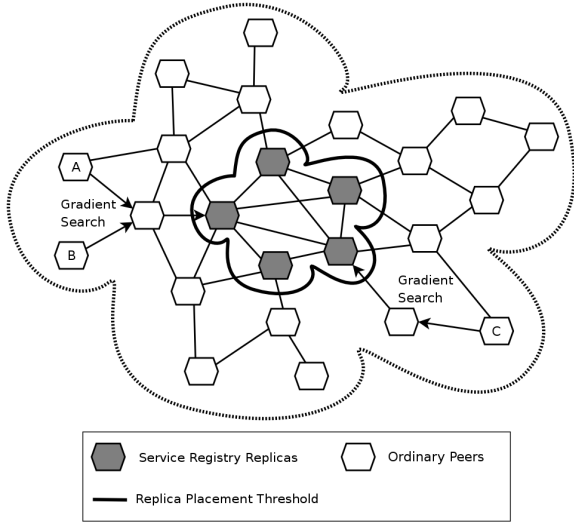 A
Gradient
Search
B
Gradient
Search
C
Service Registry Replicas
Ordinary Peers
Replica Placement Threshold